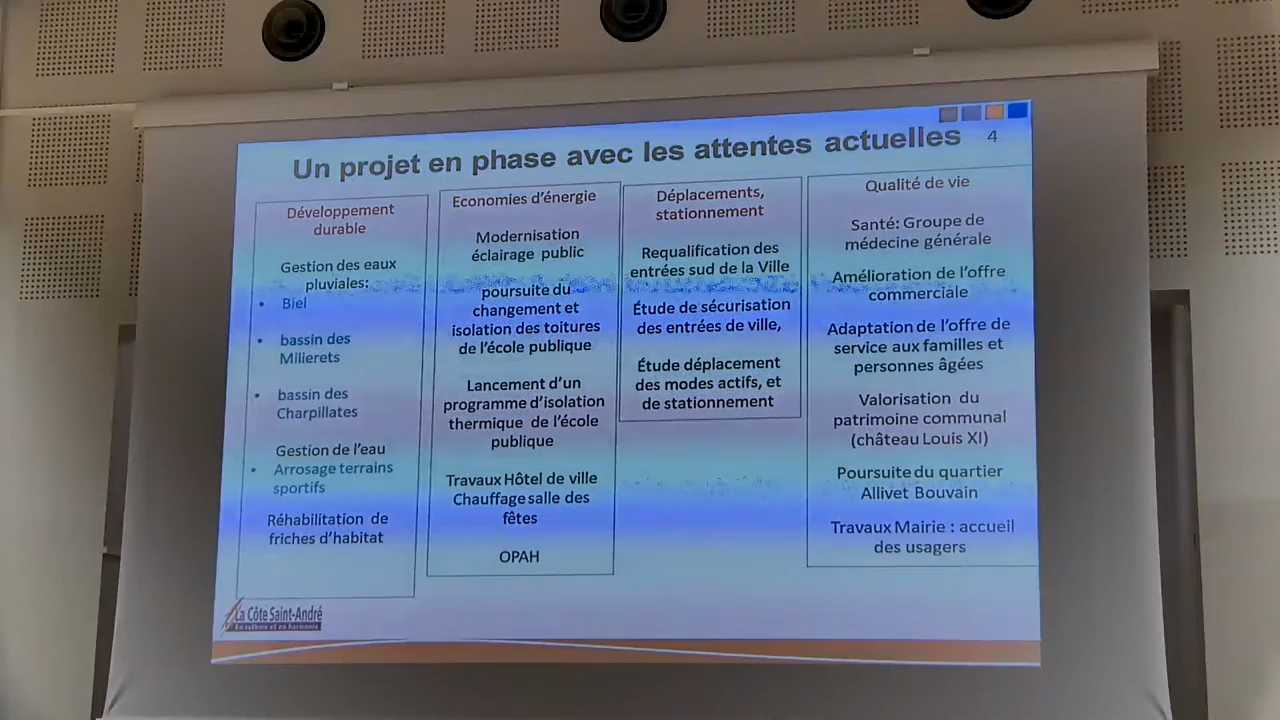 Un projet en phase avec les attentes actuelles
4
Développement
durable
Gestion des eaux
pluviales:
• Biel
• bassin des
Milierets
• bassin des
Charpillates
Gestion de l'eau
• Arrosage terrains
sportifs
Réhabilitation de
friches d'habitat
Economies d'énergie
Modernisation
éclairage public
poursuite du
changement et
isolation des toitures
de l'école publique
Lancement d'un
programme d'isolation
thermique de l'école
publique
Travaux Hôtel de ville
Chauffage salle des
fêtes
OPAH
Déplacements,
stationnement
Requalification des
entrées sud de la Ville
Étude de sécurisation
des entrées de ville,
Étude déplacement
des modes actifs, et
de stationnement
Qualité de vie
Santé: Groupe de
médecine générale
Amélioration de l'offre
commerciale
Adaptation de l'offre de
service aux familles et
personnes âgées
Valorisation du
patrimoine communal
(château Louis XI)
Poursuite du quartier
Allivet Bouvain
Travaux Mairie : accueil
des usagers
La Côte Saint-André
En rythme et en harmonie